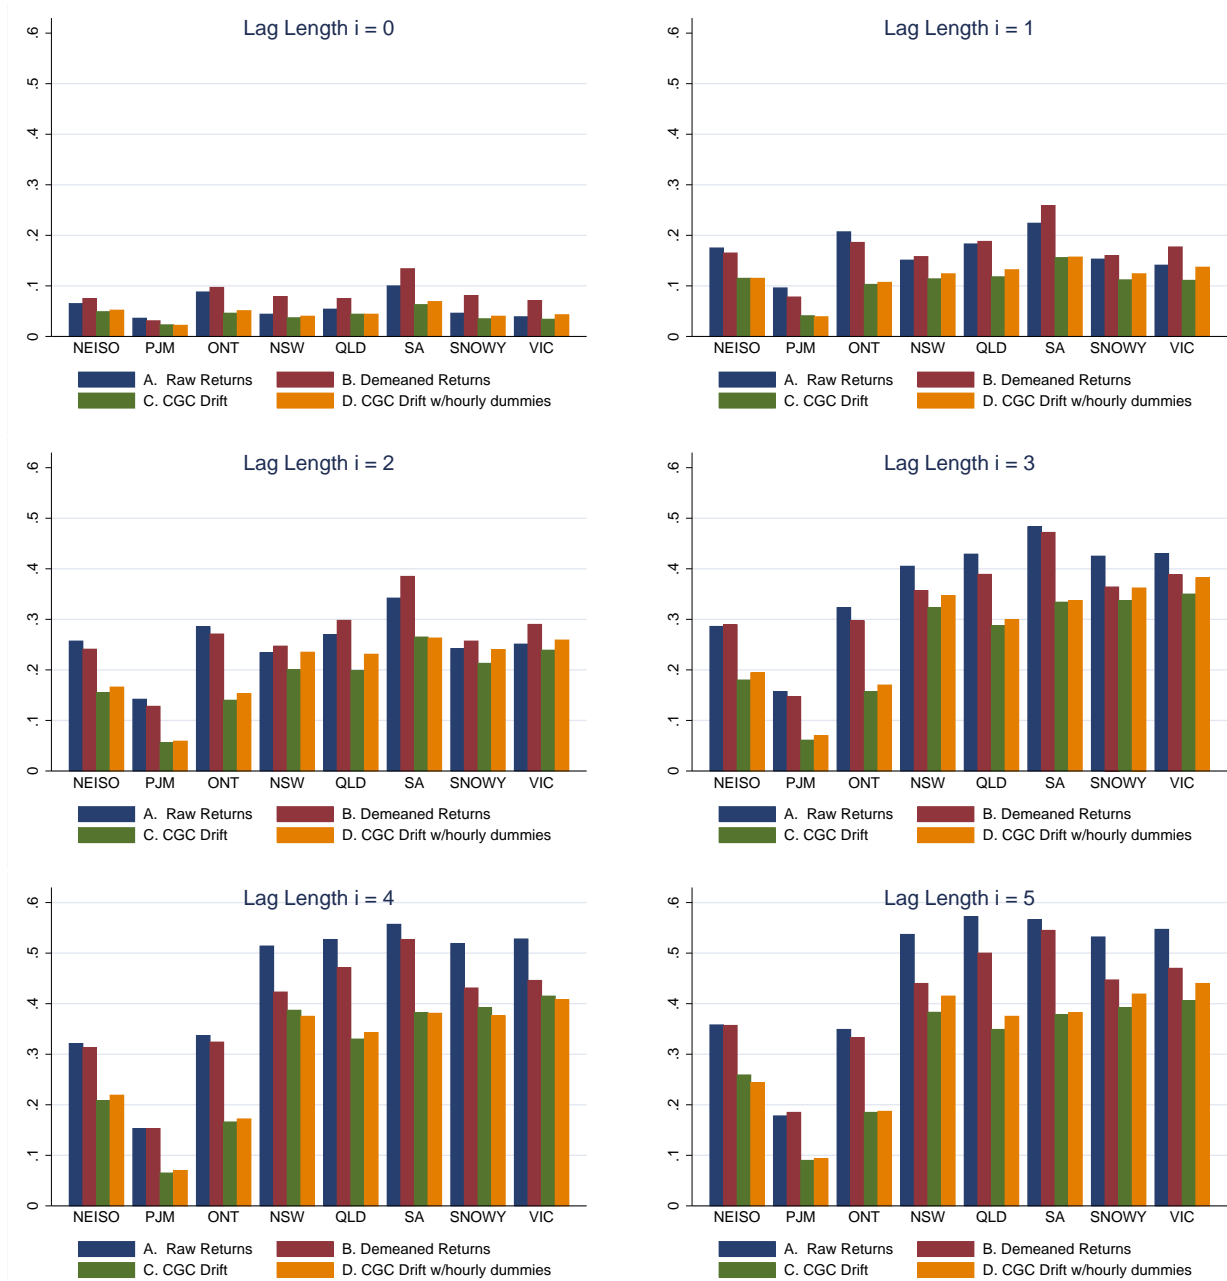 Lag Length i = 0
.6
.5
.4
.3
.2
.1
0
NEISO PJM ONT NSW QLD SA SNOWY VIC
A. Raw Returns B. Demeaned Returns
C. CGC Drift D. CGC Drift w/hourly dummies
Lag Length i = 1
.6
.5
.4
.3
.2
.1
0
NEISO PJM ONT NSW QLD SA SNOWY VIC
A. Raw Returns B. Demeaned Returns
C. CGC Drift D. CGC Drift w/hourly dummies
Lag Length i = 2
.6
.5
.4
.3
.2
.1
0
NEISO PJM ONT NSW QLD SA SNOWY VIC
A. Raw Returns B. Demeaned Returns
C. CGC Drift D. CGC Drift w/hourly dummies
Lag Length i = 3
.6
.5
.4
.3
.2
.1
0
NEISO PJM ONT NSW QLD SA SNOWY VIC
A. Raw Returns B. Demeaned Returns
C. CGC Drift D. CGC Drift w/hourly dummies
Lag Length i = 4
.6
.5
.4
.3
.2
.1
0
NEISO PJM ONT NSW QLD SA SNOWY VIC
A. Raw Returns B. Demeaned Returns
C. CGC Drift D. CGC Drift w/hourly dummies
Lag Length i = 5
.6
.5
.4
.3
.2
.1
0
NEISO PJM ONT NSW QLD SA SNOWY VIC
A. Raw Returns B. Demeaned Returns
C. CGC Drift D. CGC Drift w/hourly dummies